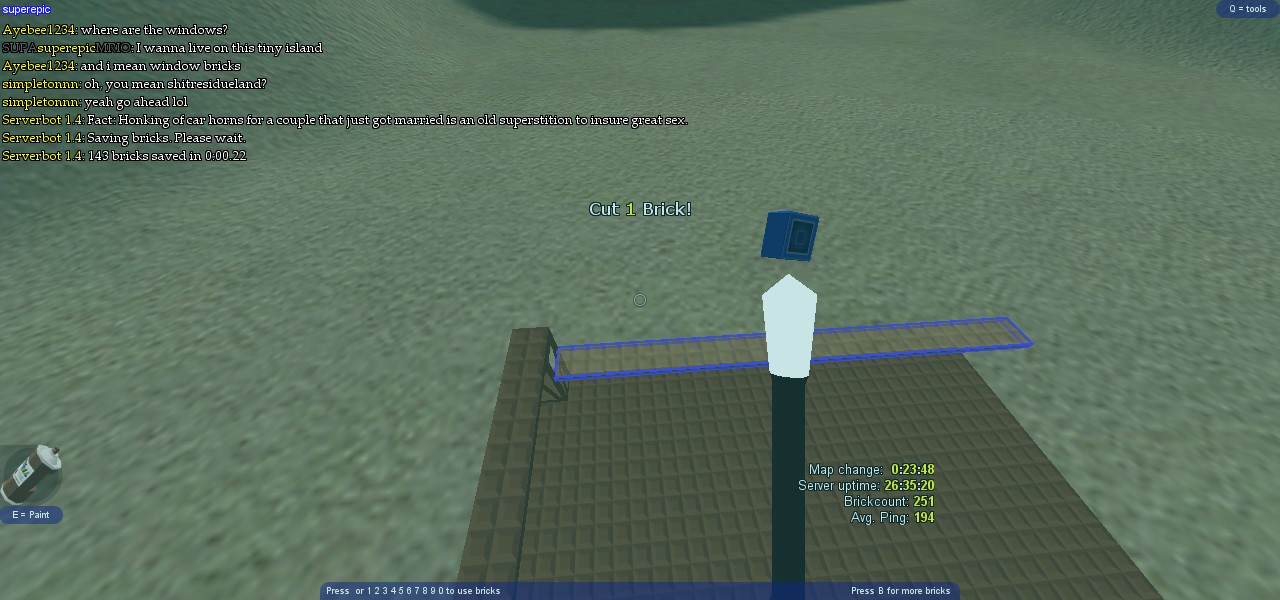 superepic
Q = tools
Ayebee1234: where are the windows?
SUPAsuperepicMMO: I wanna live on this tiny island
Ayebee1234: and i mean window bricks
simpletonnn: oh, you mean shitresidueland?
simpletonnn: yeah go ahead lol
Serverbot 1.4: Fact: Honking of car horns for a couple that just got married is an old superstition to insure great sex.
Serverbot 1.4: Saving bricks. Please wait.
Serverbot 1.4: 143 bricks saved in 0:00.22
Cut 1 Brick!
Map change: 0:23:48
Server uptime: 26:35:20
Brickcount: 251
Avg. Ping: 194
E = Paint
Press or 1 2 3 4 5 6 7 8 9 0 to use bricks
Press B for more bricks